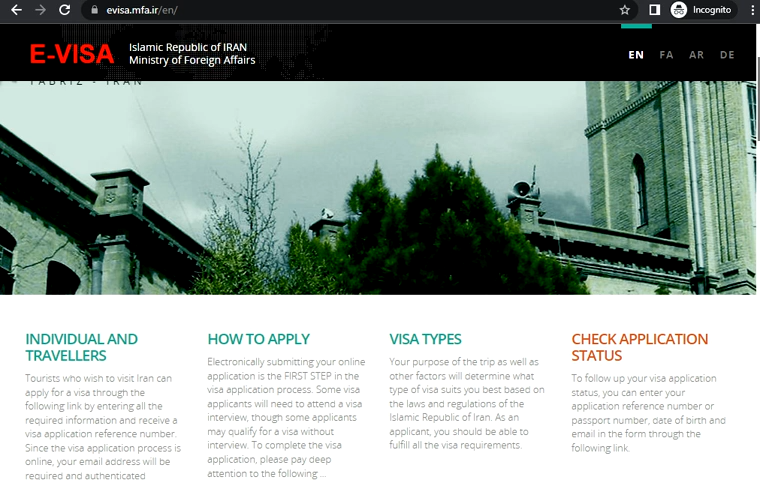 evisa.mfa.ir/en/
Incognito
E-VISA
Islamic Republic of IRAN
Ministry of Foreign Affairs
EN FA AR DE
TABRIZ - IRAN
INDIVIDUAL AND
TRAVELLERS
Tourists who wish to visit Iran can
apply for a visa through the
following link by entering all the
required information and receive a
visa application reference number.
Since the visa application process is
online, your email address will be
required and authenticated
HOW TO APPLY
Electronically submitting your online
application is the FIRST STEP in the
visa application process. Some visa
applicants will need to attend a visa
interview, though some applicants
may qualify for a visa without
interview. To complete the visa
application, please pay deep
attention to the following ...
VISA TYPES
Your purpose of the trip as well as
other factors will determine what
type of visa suits you best based on
the laws and regulations of the
Islamic Republic of Iran. As an
applicant, you should be able to
fulfill all the visa requirements.
CHECK APPLICATION
STATUS
To follow up your visa application
status, you can enter your
application reference number or
passport number, date of birth and
email in the form through the
following link.